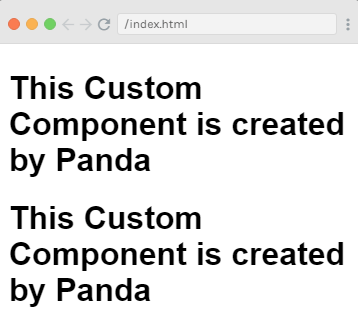 /index.html
This Custom
Component is created
by Panda
This Custom
Component is created
by Panda